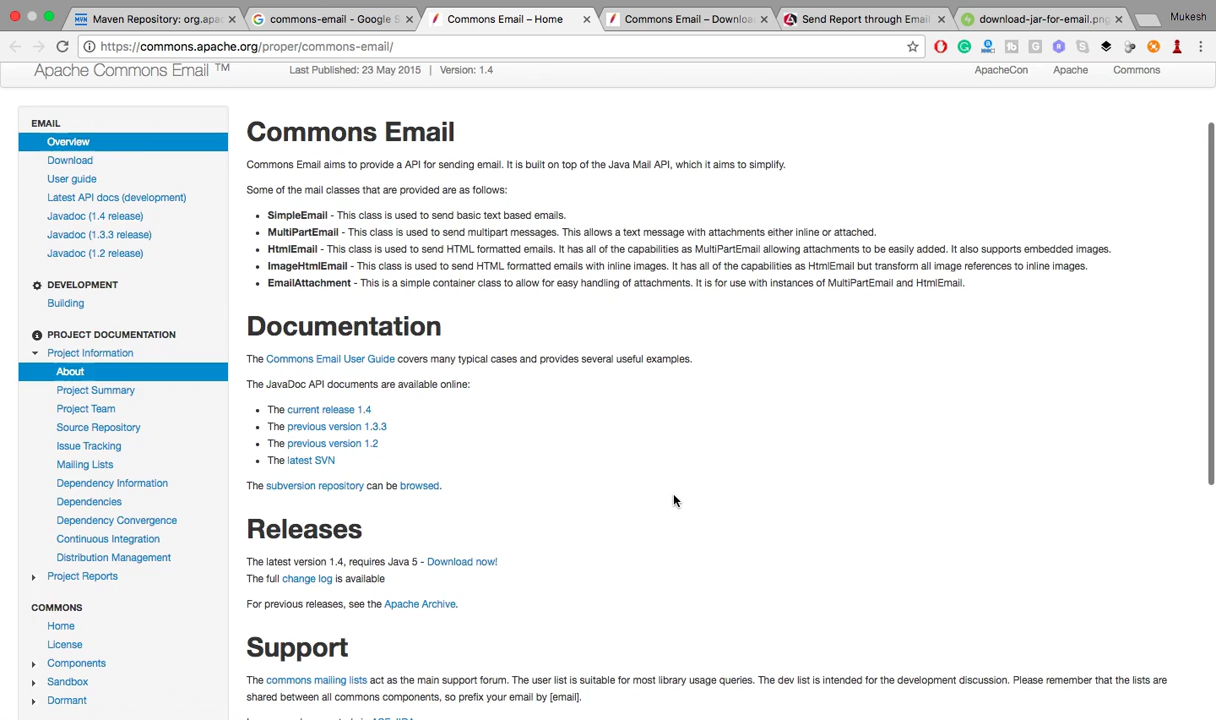 Maven Repository: org.apac
commons-email - Google S
Commons Email – Home
Commons Email – Downloa
Send Report through Email
download-jar-for-email.png
Mukesh
https://commons.apache.org/proper/commons-email/
Apache Commons Email ™
Last Published: 23 May 2015 | Version: 1.4
ApacheCon Apache Commons
EMAIL
Overview
Download
User guide
Latest API docs (development)
Javadoc (1.4 release)
Javadoc (1.3.3 release)
Javadoc (1.2 release)
DEVELOPMENT
Building
PROJECT DOCUMENTATION
Project Information
About
Project Summary
Project Team
Source Repository
Issue Tracking
Mailing Lists
Dependency Information
Dependencies
Dependency Convergence
Continuous Integration
Distribution Management
Project Reports
COMMONS
Home
License
Components
Sandbox
Dormant
Commons Email
Commons Email aims to provide a API for sending email. It is built on top of the Java Mail API, which it aims to simplify.
Some of the mail classes that are provided are as follows:
• SimpleEmail - This class is used to send basic text based emails.
• MultiPartEmail - This class is used to send multipart messages. This allows a text message with attachments either inline or attached.
• HtmlEmail - This class is used to send HTML formatted emails. It has all of the capabilities as MultiPartEmail allowing attachments to be easily added. It also supports embedded images.
• ImageHtmlEmail - This class is used to send HTML formatted emails with inline images. It has all of the capabilities as HtmlEmail but transform all image references to inline images.
• EmailAttachment - This is a simple container class to allow for easy handling of attachments. It is for use with instances of MultiPartEmail and HtmlEmail.
Documentation
The Commons Email User Guide covers many typical cases and provides several useful examples.
The JavaDoc API documents are available online:
• The current release 1.4
• The previous version 1.3.3
• The previous version 1.2
• The latest SVN
The subversion repository can be browsed.
Releases
The latest version 1.4, requires Java 5 - Download now!
The full change log is available
For previous releases, see the Apache Archive.
Support
The commons mailing lists act as the main support forum. The user list is suitable for most library usage queries. The dev list is intended for the development discussion. Please remember that the lists are
shared between all commons components, so prefix your email by [email].